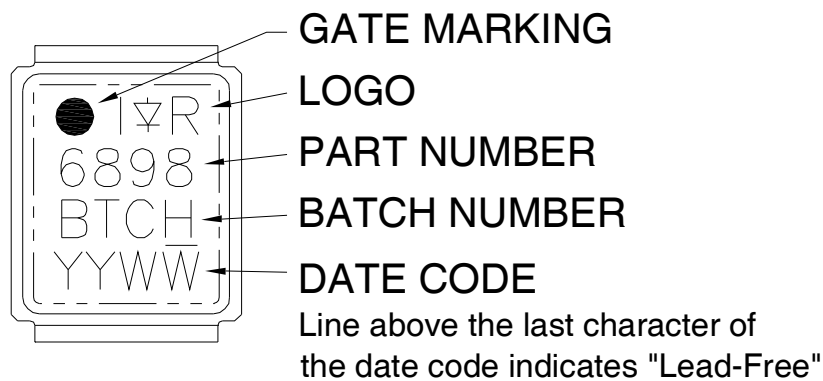 GATE MARKING
I R
LOGO
6898
PART NUMBER
BTCH
BATCH NUMBER
YYWW
DATE CODE
Line above the last character of
the date code indicates "Lead-Free"